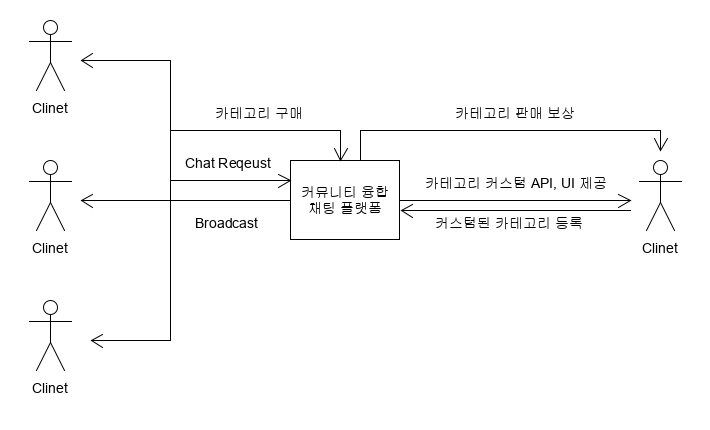 Clinet
카테고리 구매
카테고리 판매 보상
Chat Reqeust
커뮤니티 융합
채팅 플랫폼
카테고리 커스텀 API, UI 제공
Broadcast
커스텀된 카테고리 등록
Clinet
Clinet
Clinet